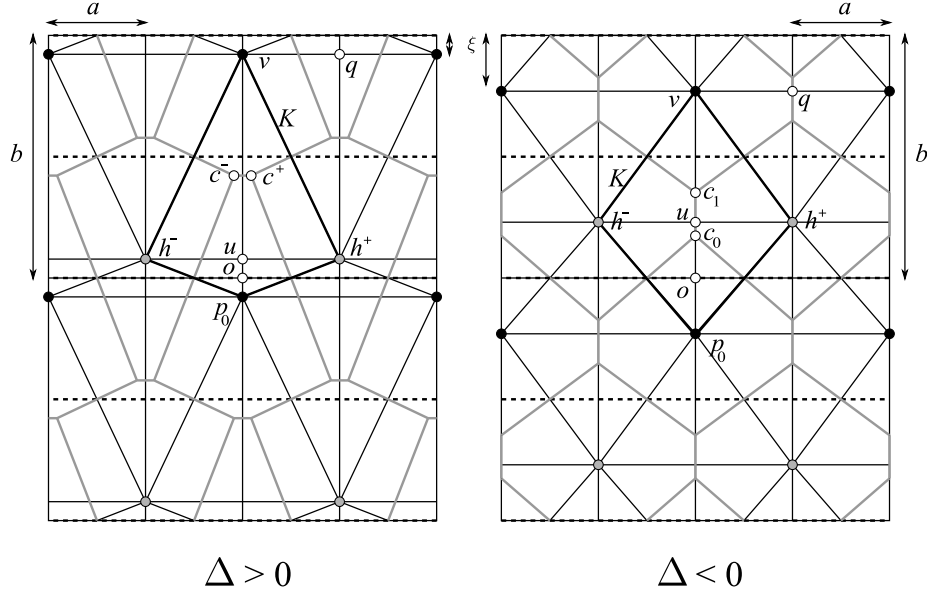 a
b
ξ
v
q
K
c⁻
c⁺
h⁻
u
h⁺
o
p₀
Δ > 0
a
b
v
q
K
c₁
h⁻
u
h⁺
c₀
o
p₀
Δ < 0